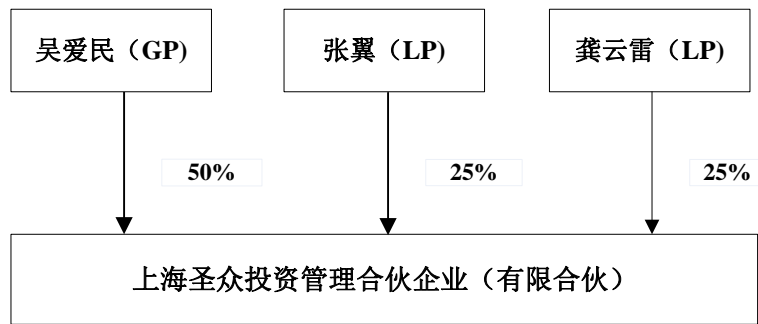 吴爱民（GP)
张翼（LP)
龚云雷（LP)
50%
25%
25%
上海圣众投资管理合伙企业（有限合伙）